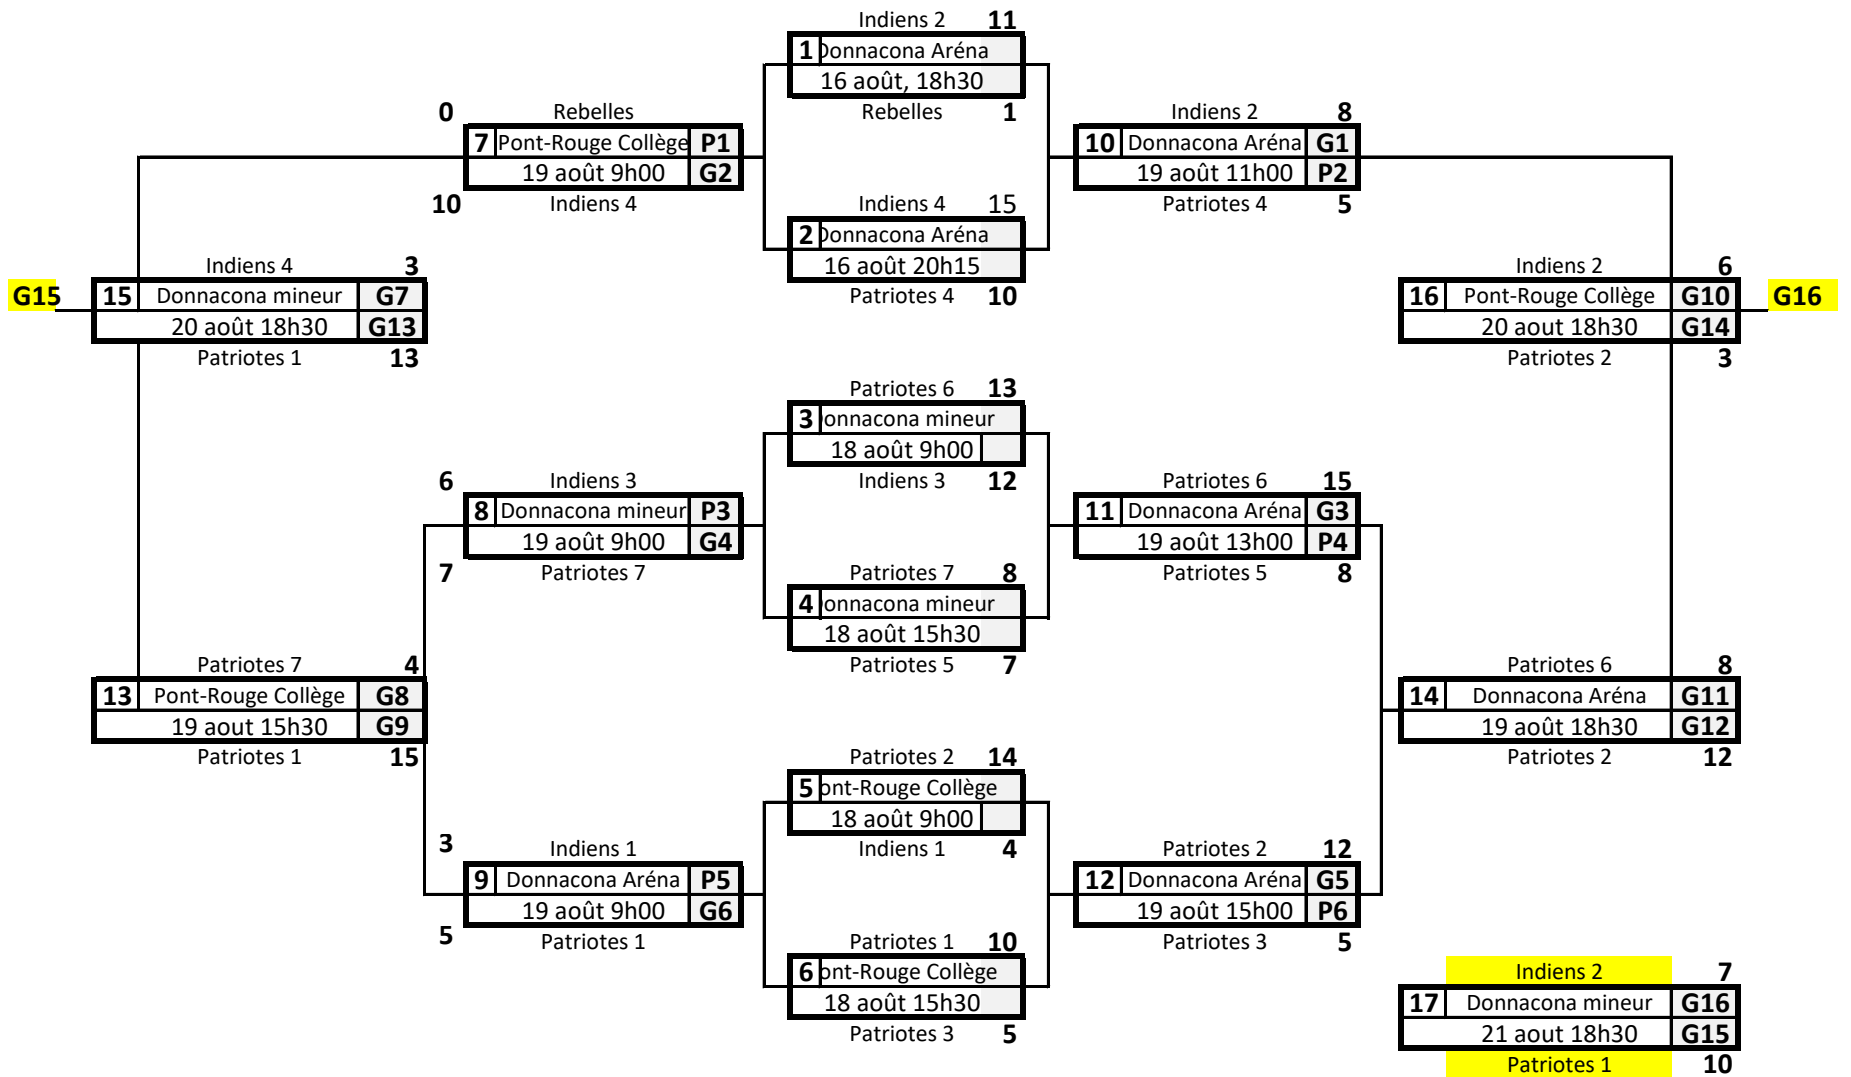 Indiens 2 11
1 Donnacona Aréna
16 août, 18h30
Rebelles 1
0 Rebelles
7 Pont-Rouge Collège P1
19 août 9h00 G2
10 Indiens 4
Indiens 2 8
10 Donnacona Aréna G1
19 août 11h00 P2
Patriotes 4 5
Indiens 4 15
2 Donnacona Aréna
16 août 20h15
Patriotes 4 10
Indiens 4 3
G15 15 Donnacona mineur G7
20 août 18h30 G13
Patriotes 1 13
Indiens 2 6
16 Pont-Rouge Collège G10 G16
20 aout 18h30 G14
Patriotes 2 3
Patriotes 6 13
3 onnacona mineur
18 août 9h00
Indiens 3 12
6 Indiens 3
8 Donnacona mineur P3
19 août 9h00 G4
7 Patriotes 7
Patriotes 6 15
11 Donnacona Aréna G3
19 août 13h00 P4
Patriotes 5 8
Patriotes 7 8
4 onnacona mineur
18 août 15h30
Patriotes 5 7
Patriotes 7 4
13 Pont-Rouge Collège G8
19 aout 15h30 G9
Patriotes 1 15
Patriotes 6 8
14 Donnacona Aréna G11
19 août 18h30 G12
Patriotes 2 12
Patriotes 2 14
5 ont-Rouge Collège
18 août 9h00
Indiens 1 4
3 Indiens 1
9 Donnacona Aréna P5
19 août 9h00 G6
5 Patriotes 1
Patriotes 2 12
12 Donnacona Aréna G5
19 août 15h00 P6
Patriotes 3 5
Patriotes 1 10
6 ont-Rouge Collège
18 août 15h30
Patriotes 3 5
Indiens 2 7
17 Donnacona mineur G16
21 aout 18h30 G15
Patriotes 1 10